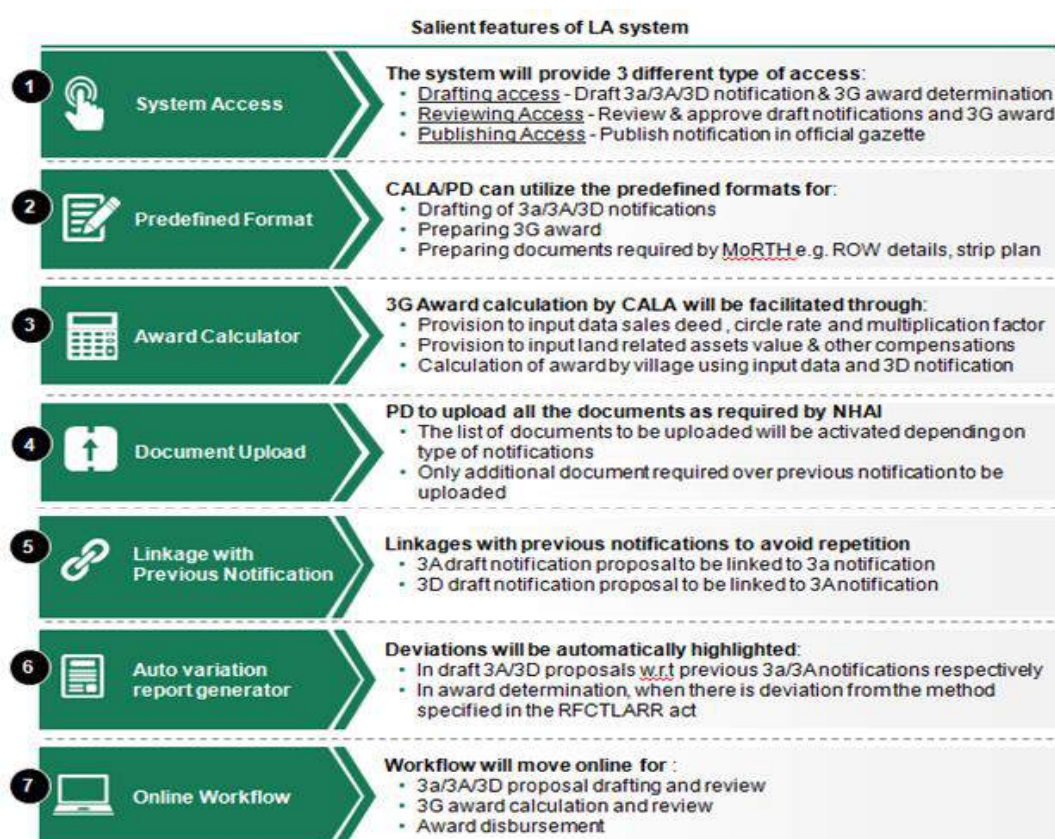 Salient features of LA system
1
System Access
The system will provide 3 different type of access:
• Drafting access - Draft 3a/3A/3D notification & 3G award determination
• Reviewing Access - Review & approve draft notifications and 3G award
• Publishing Access - Publish notification in official gazette
2
Predefined Format
CALA/PD can utilize the predefined formats for:
• Drafting of 3a/3A/3D notifications
• Preparing 3G award
• Preparing documents required by MoRTH e.g. ROW details, strip plan
3
Award Calculator
3G Award calculation by CALA will be facilitated through:
• Provision to input data sales deed , circle rate and multiplication factor
• Provision to input land related assets value & other compensations
• Calculation of award by village using input data and 3D notification
4
Document Upload
PD to upload all the documents as required by NHAI
• The list of documents to be uploaded will be activated depending on
type of notifications
• Only additional document required over previous notification to be
uploaded
5
Linkage with
Previous Notification
Linkages with previous notifications to avoid repetition
• 3A draft notification proposal to be linked to 3a notification
• 3D draft notification proposal to be linked to 3A notification
6
Auto variation
report generator
Deviations will be automatically highlighted:
• In draft 3A/3D proposals w.r.t previous 3a/3A notifications respectively
• In award determination, when there is deviation from the method
specified in the RFCTLARR act
7
Online Workflow
Workflow will move online for :
• 3a/3A/3D proposal drafting and review
• 3G award calculation and review
• Award disbursement